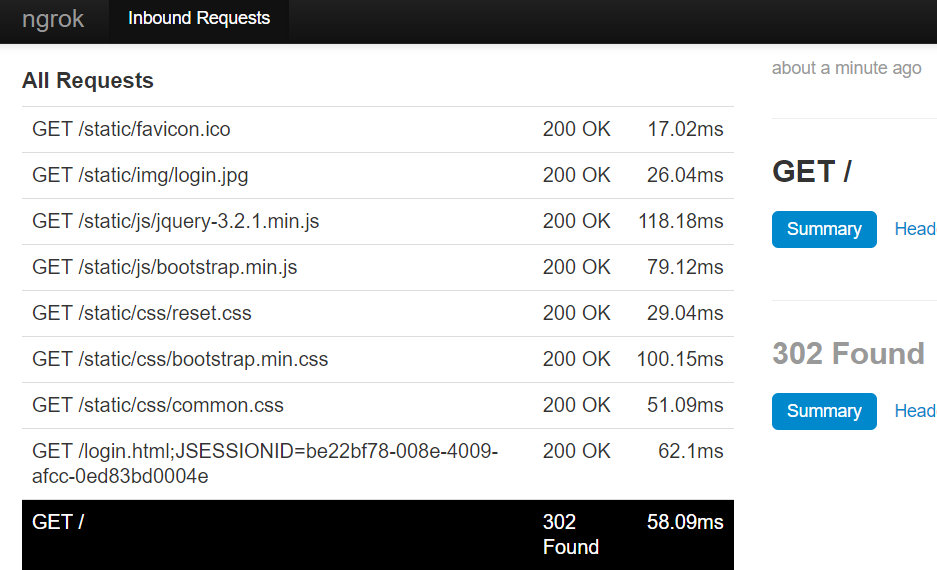 ngrok Inbound Requests
All Requests
GET /static/favicon.ico 200 OK 17.02ms
GET /static/img/login.jpg 200 OK 26.04ms
GET /static/js/jquery-3.2.1.min.js 200 OK 118.18ms
GET /static/js/bootstrap.min.js 200 OK 79.12ms
GET /static/css/reset.css 200 OK 29.04ms
GET /static/css/bootstrap.min.css 200 OK 100.15ms
GET /static/css/common.css 200 OK 51.09ms
GET /login.html;JSESSIONID=be22bf78-008e-4009- 200 OK 62.1ms
afcc-0ed83bd0004e
GET / 302 58.09ms
Found
about a minute ago
GET /
Summary Head
302 Found
Summary Head